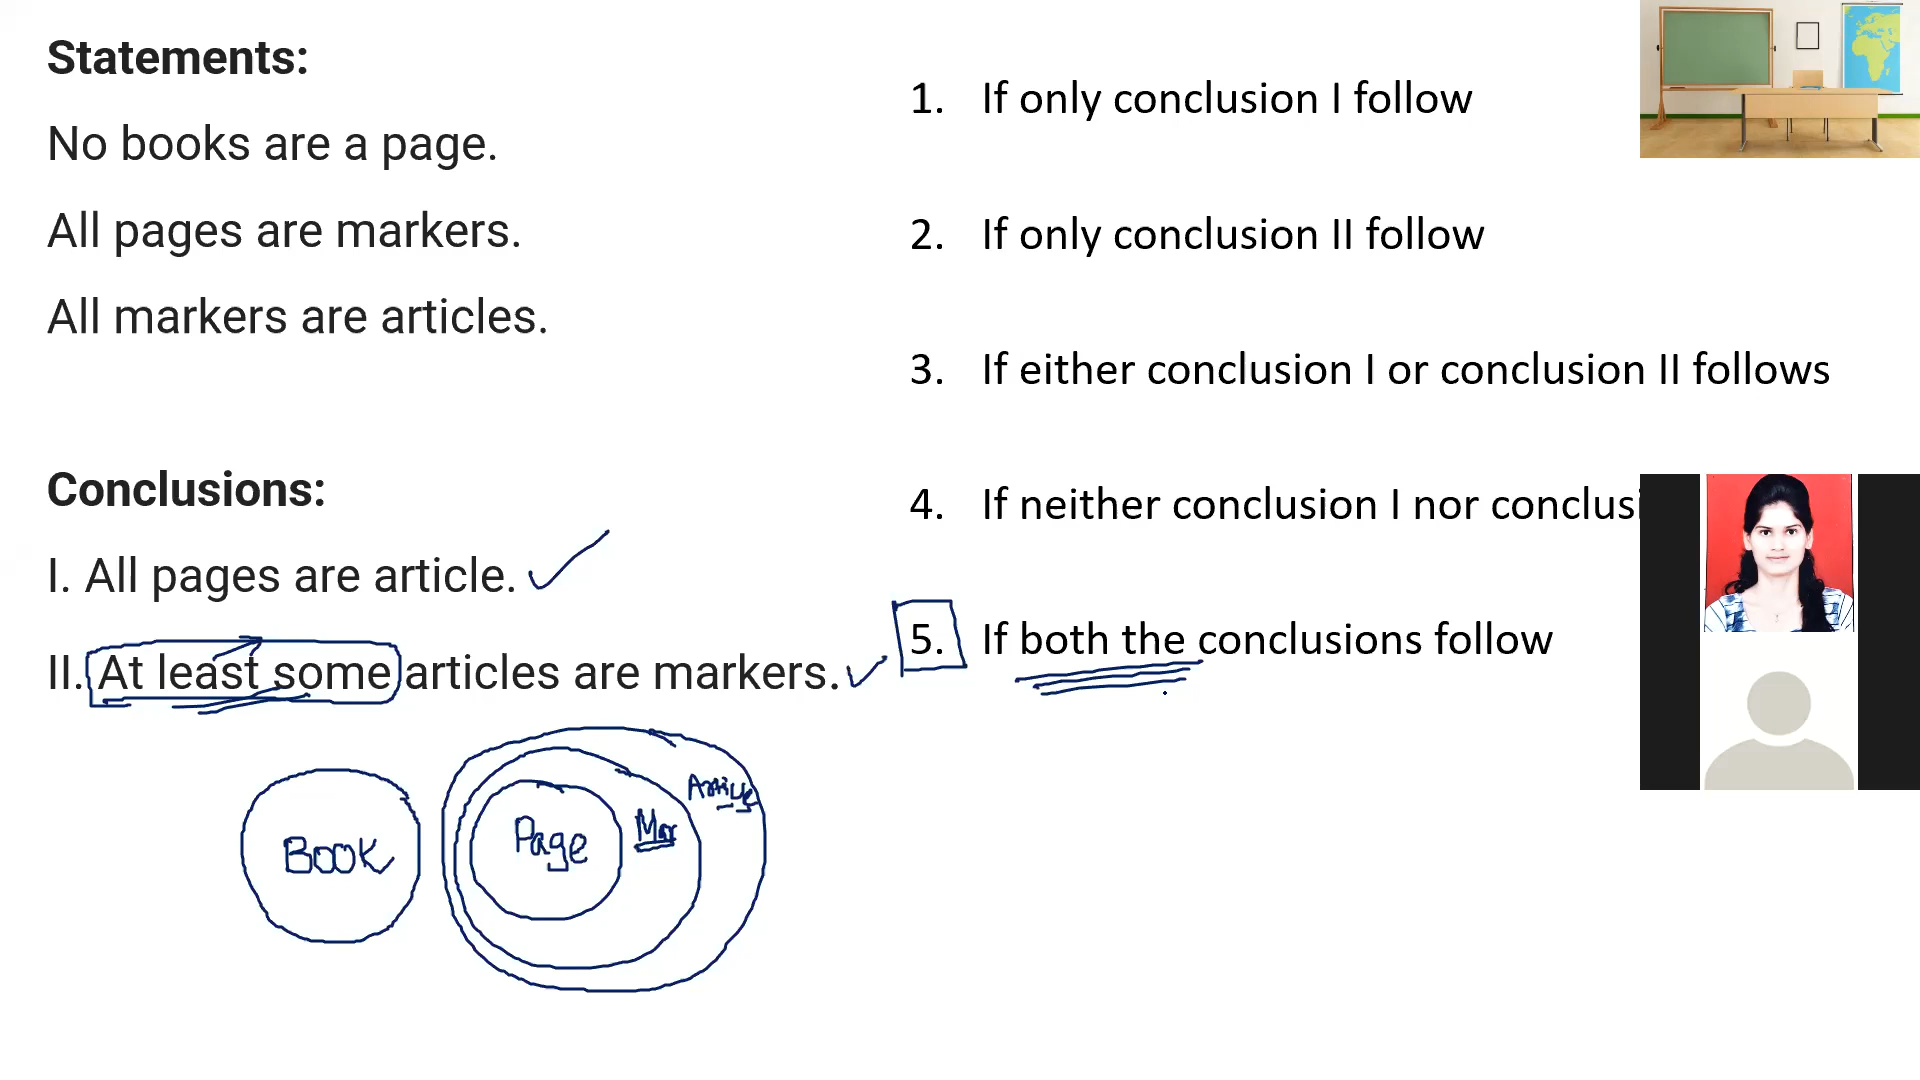 Statements:
No books are a page.
All pages are markers.
All markers are articles.
Conclusions:
I. All pages are article.
II. At least some articles are markers.
1. If only conclusion I follow
2. If only conclusion II follow
3. If either conclusion I or conclusion II follows
4. If neither conclusion I nor conclusi
5. If both the conclusions follow
BOOK
Page
Mar
Article